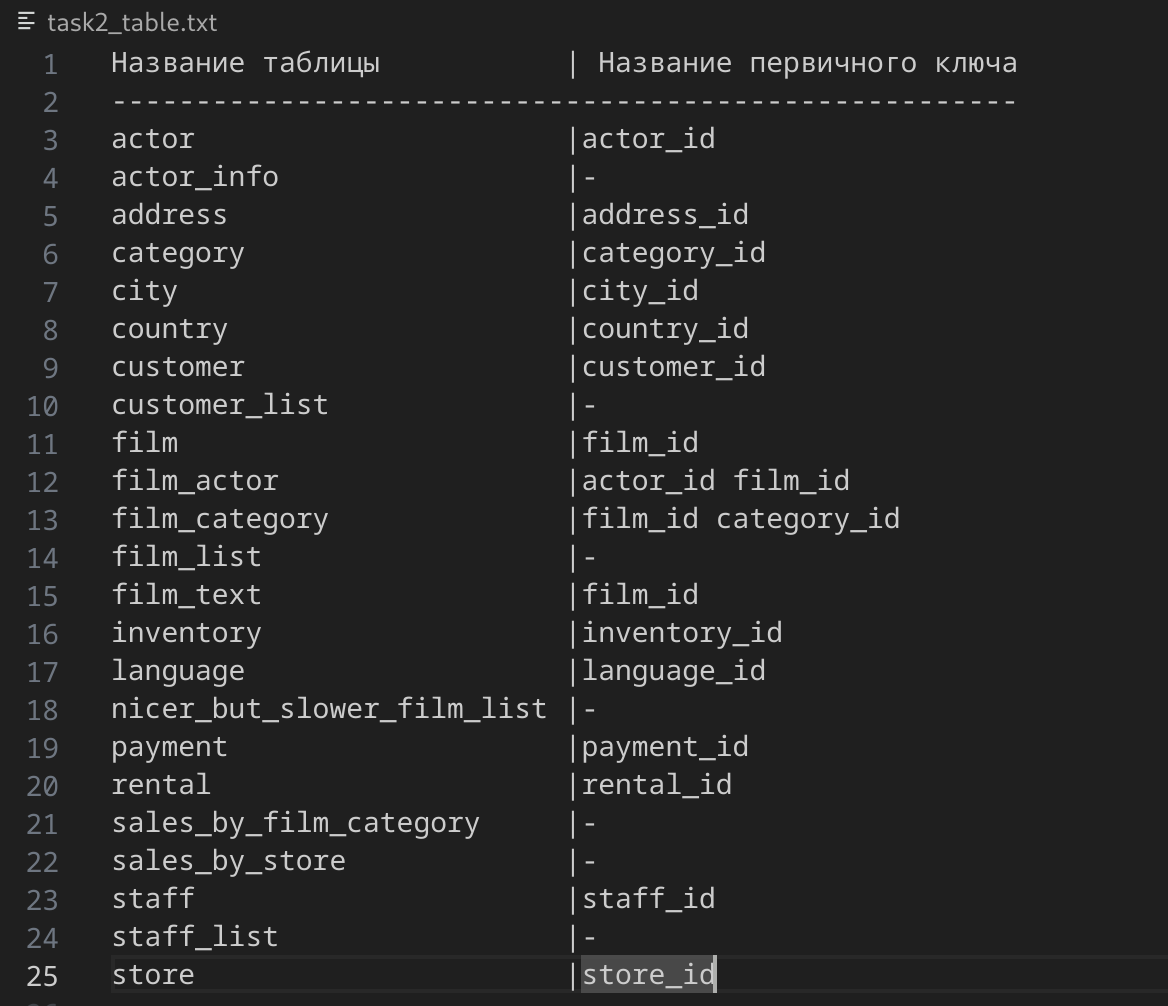 task2_table.txt
1 Название таблицы | Название первичного ключа
2 ------------------------------------------------------
3 actor |actor_id
4 actor_info |-
5 address |address_id
6 category |category_id
7 city |city_id
8 country |country_id
9 customer |customer_id
10 customer_list |-
11 film |film_id
12 film_actor |actor_id film_id
13 film_category |film_id category_id
14 film_list |-
15 film_text |film_id
16 inventory |inventory_id
17 language |language_id
18 nicer_but_slower_film_list |-
19 payment |payment_id
20 rental |rental_id
21 sales_by_film_category |-
22 sales_by_store |-
23 staff |staff_id
24 staff_list |-
25 store |store_id